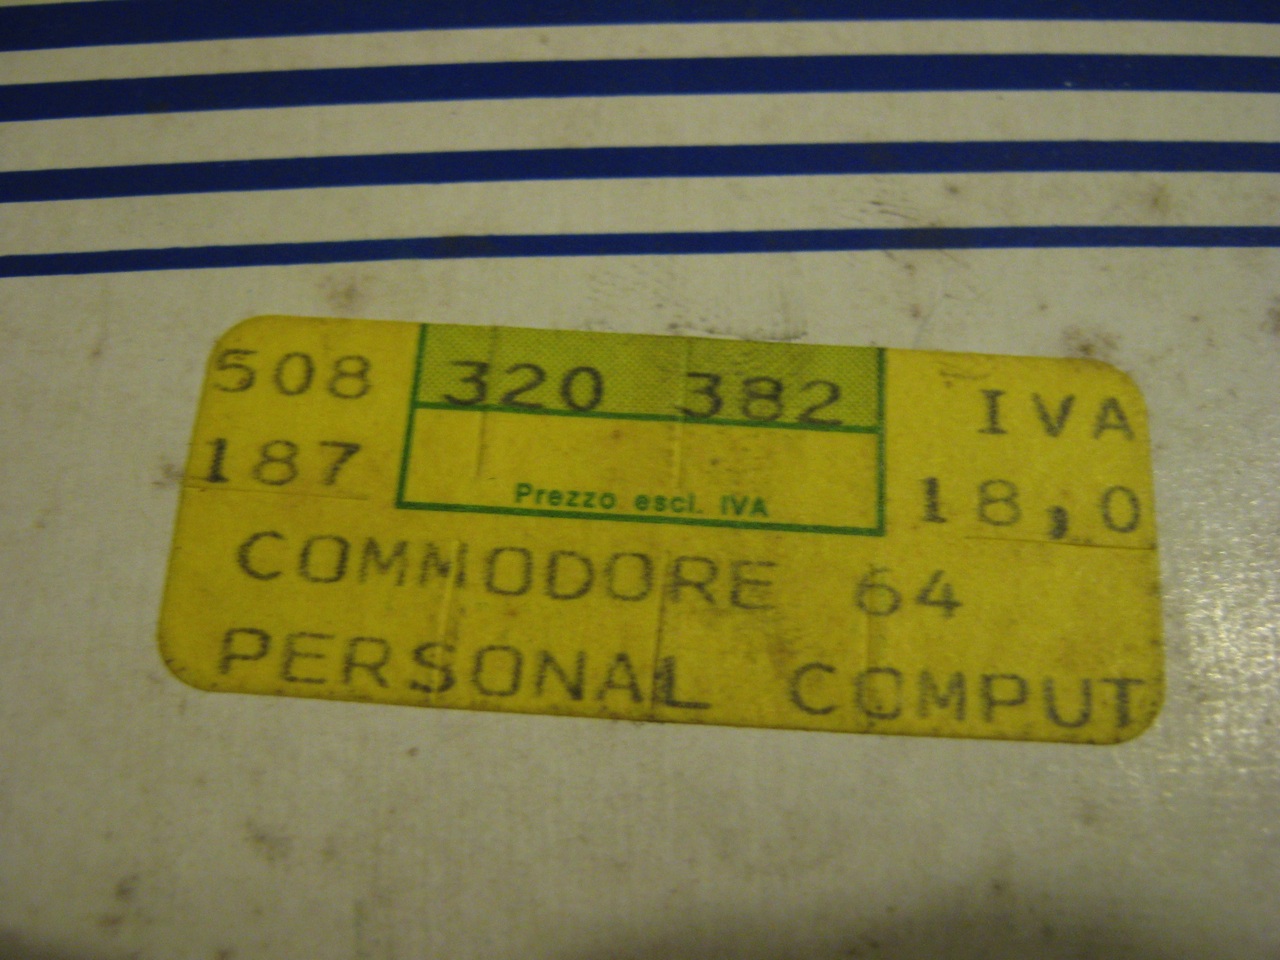 508 320 382 IVA
187 Prezzo escl. IVA 18,0
COMMODORE 64
PERSONAL COMPUT